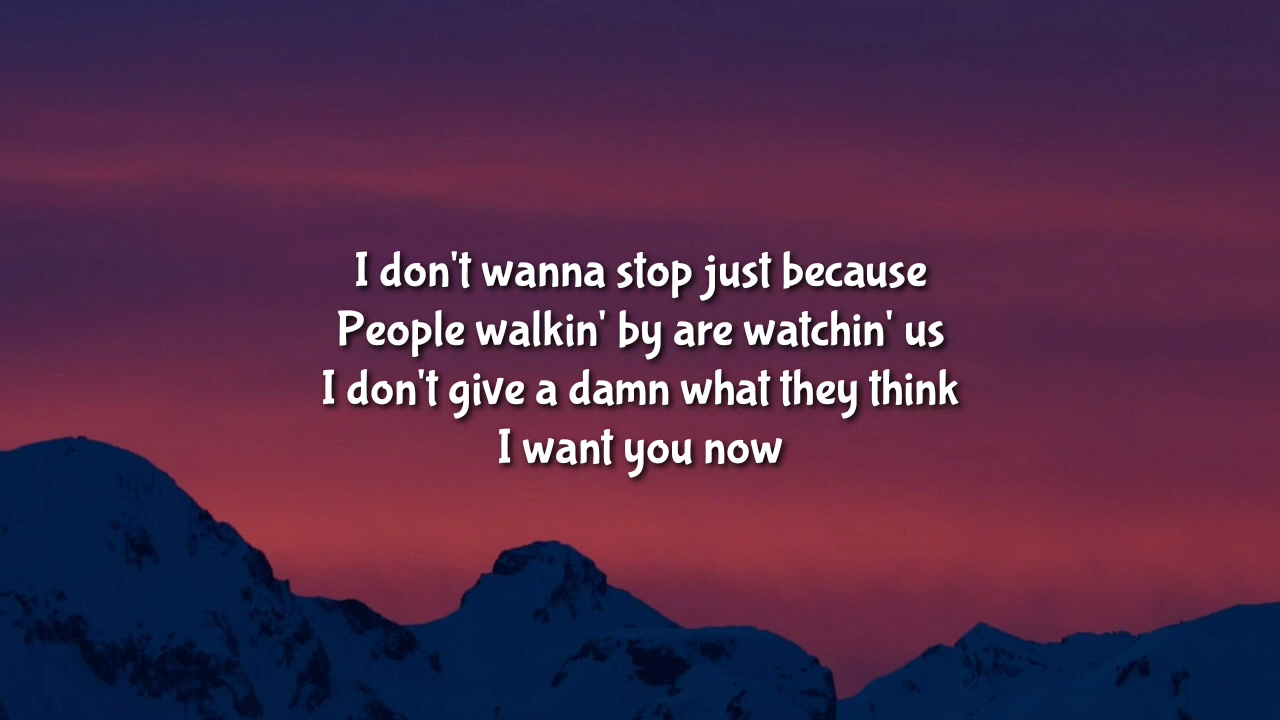 I don't wanna stop just because
People walkin' by are watchin' us
I don't give a damn what they think
I want you now